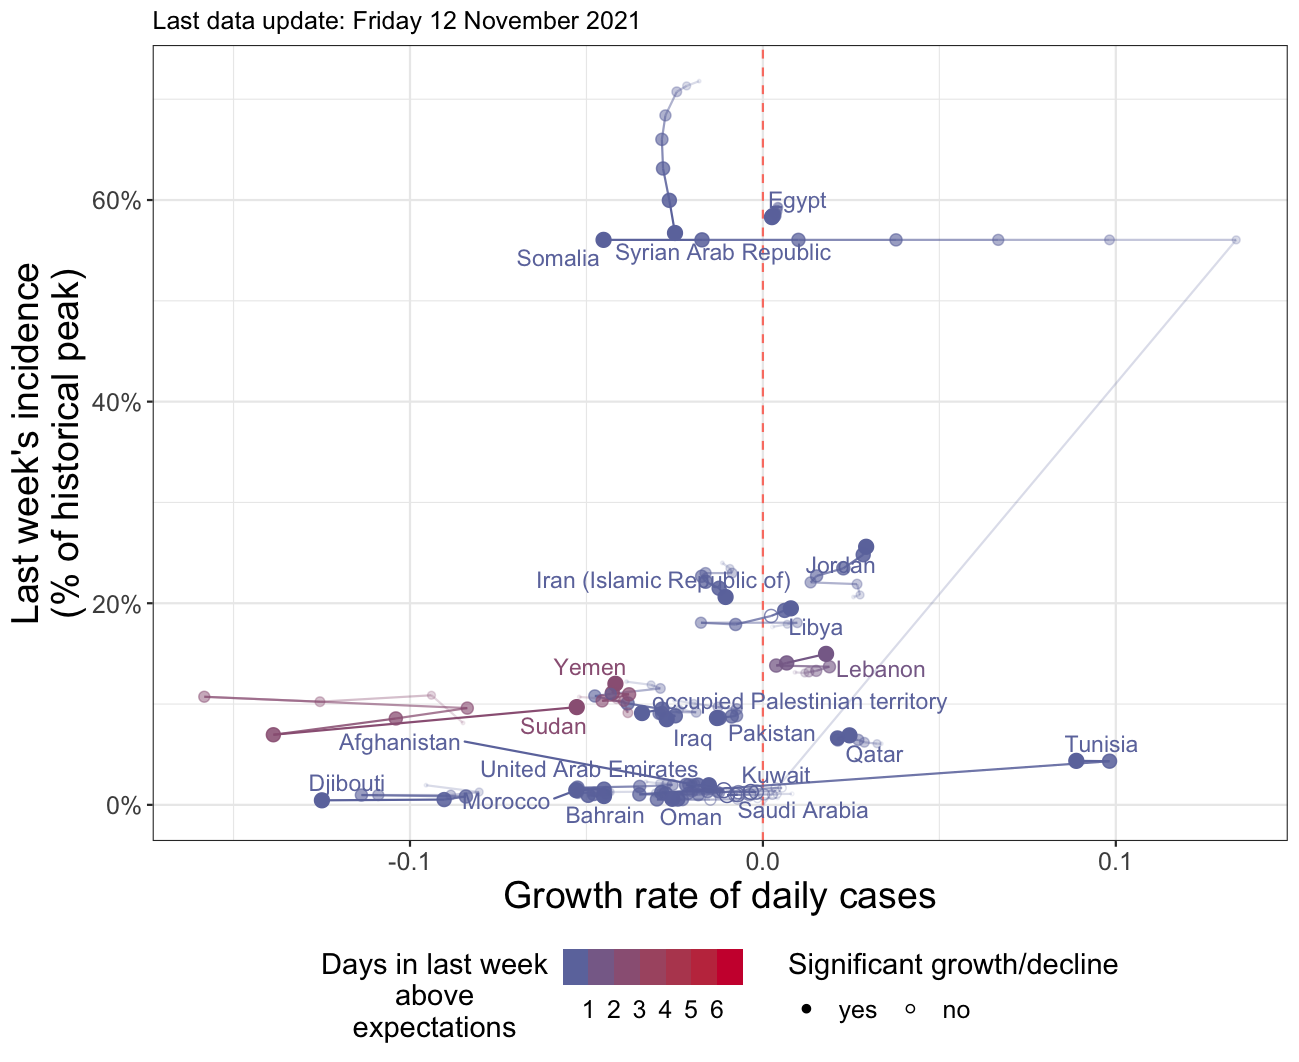 Last data update: Friday 12 November 2021
Last week's incidence
(% of historical peak)
60%
40%
20%
0%
Egypt
Somalia
Syrian Arab Republic
Jordan
Iran (Islamic Republic of)
Libya
Yemen
Lebanon
occupied Palestinian territory
Sudan
Iraq
Pakistan
Afghanistan
Qatar
Tunisia
United Arab Emirates
Kuwait
Djibouti
Morocco
Bahrain
Oman
Saudi Arabia
-0.1
0.0
0.1
Growth rate of daily cases
Days in last week
above
expectations
1 2 3 4 5 6
Significant growth/decline
yes
no